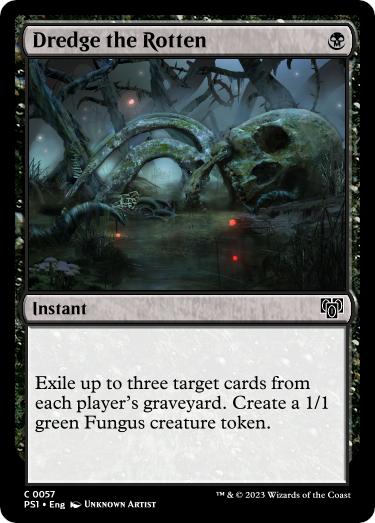 Dredge the Rotten
Instant
Exile up to three target cards from
each player's graveyard. Create a 1/1
green Fungus creature token.
C 0057
PS1 • Eng Unknown Artist
™ & © 2023 Wizards of the Coast